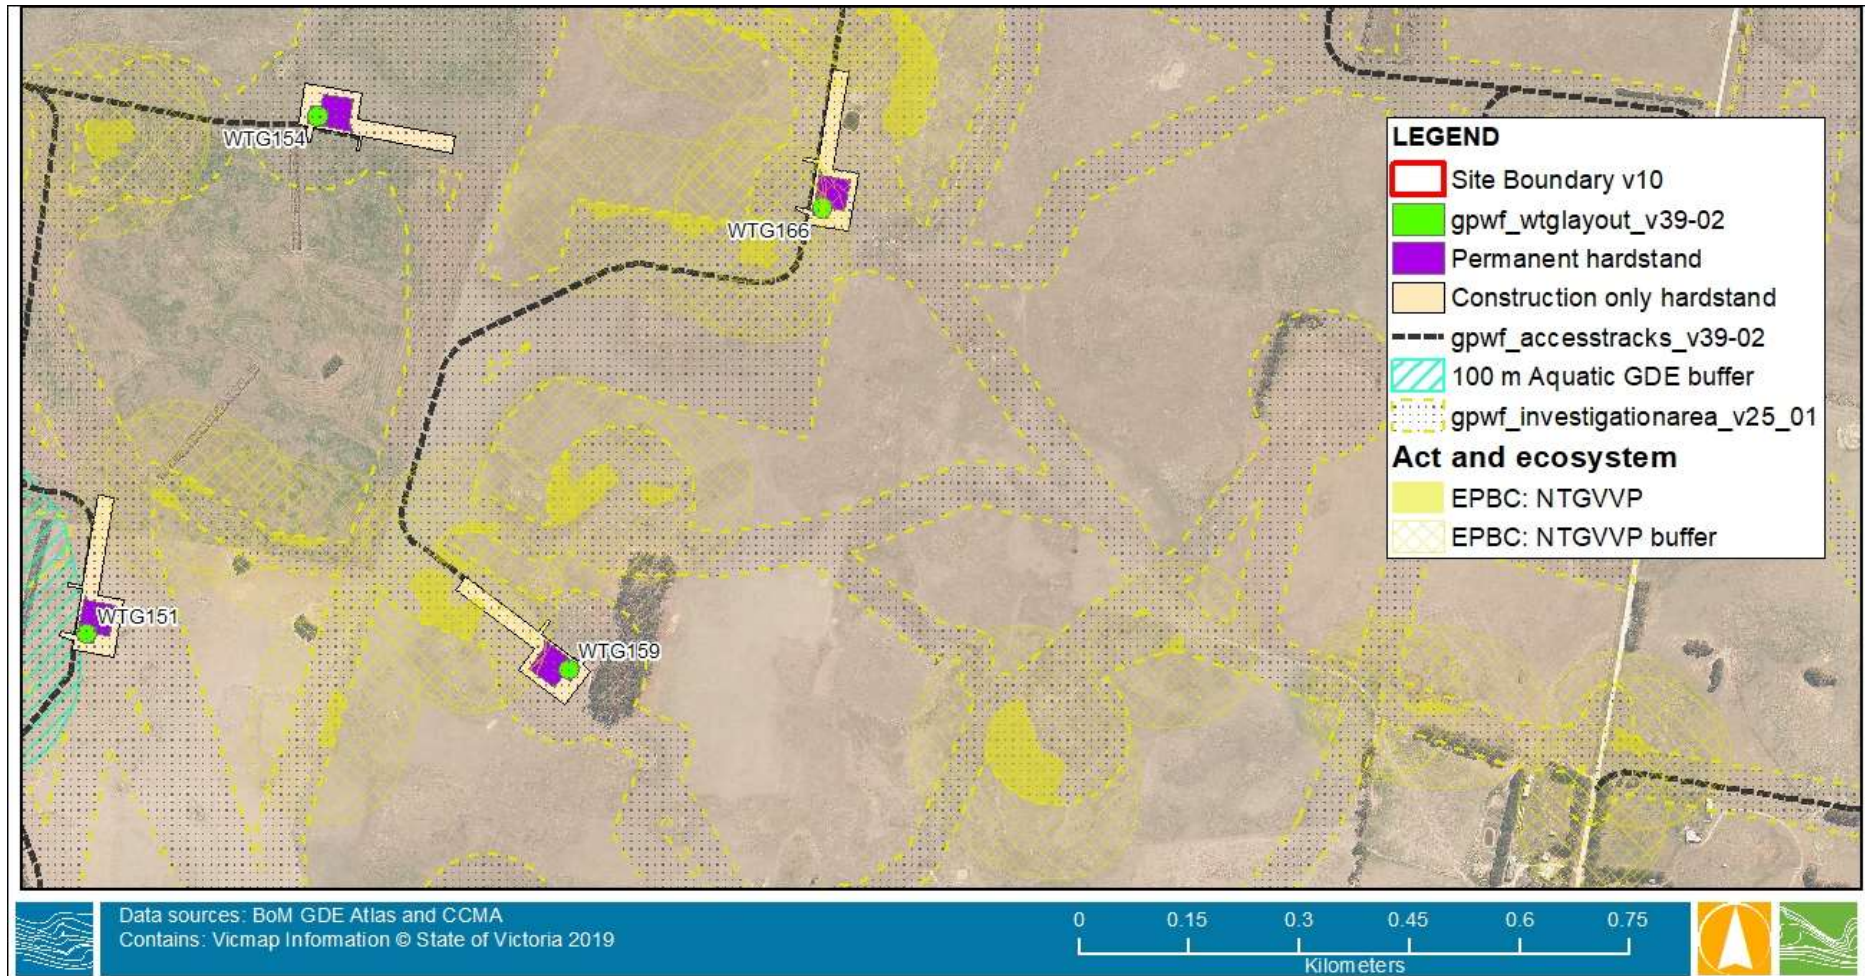 WTG154
WTG166
WTG151
WTG159
LEGEND
Site Boundary v10
gpwf_wtglayout_v39-02
Permanent hardstand
Construction only hardstand
gpwf_accesstracks_v39-02
100 m Aquatic GDE buffer
gpwf_investigationarea_v25_01
Act and ecosystem
EPBC: NTGVVP
EPBC: NTGVVP buffer
Data sources: BoM GDE Atlas and CCMA
Contains: Vicmap Information © State of Victoria 2019
0 0.15 0.3 0.45 0.6 0.75
Kilometers